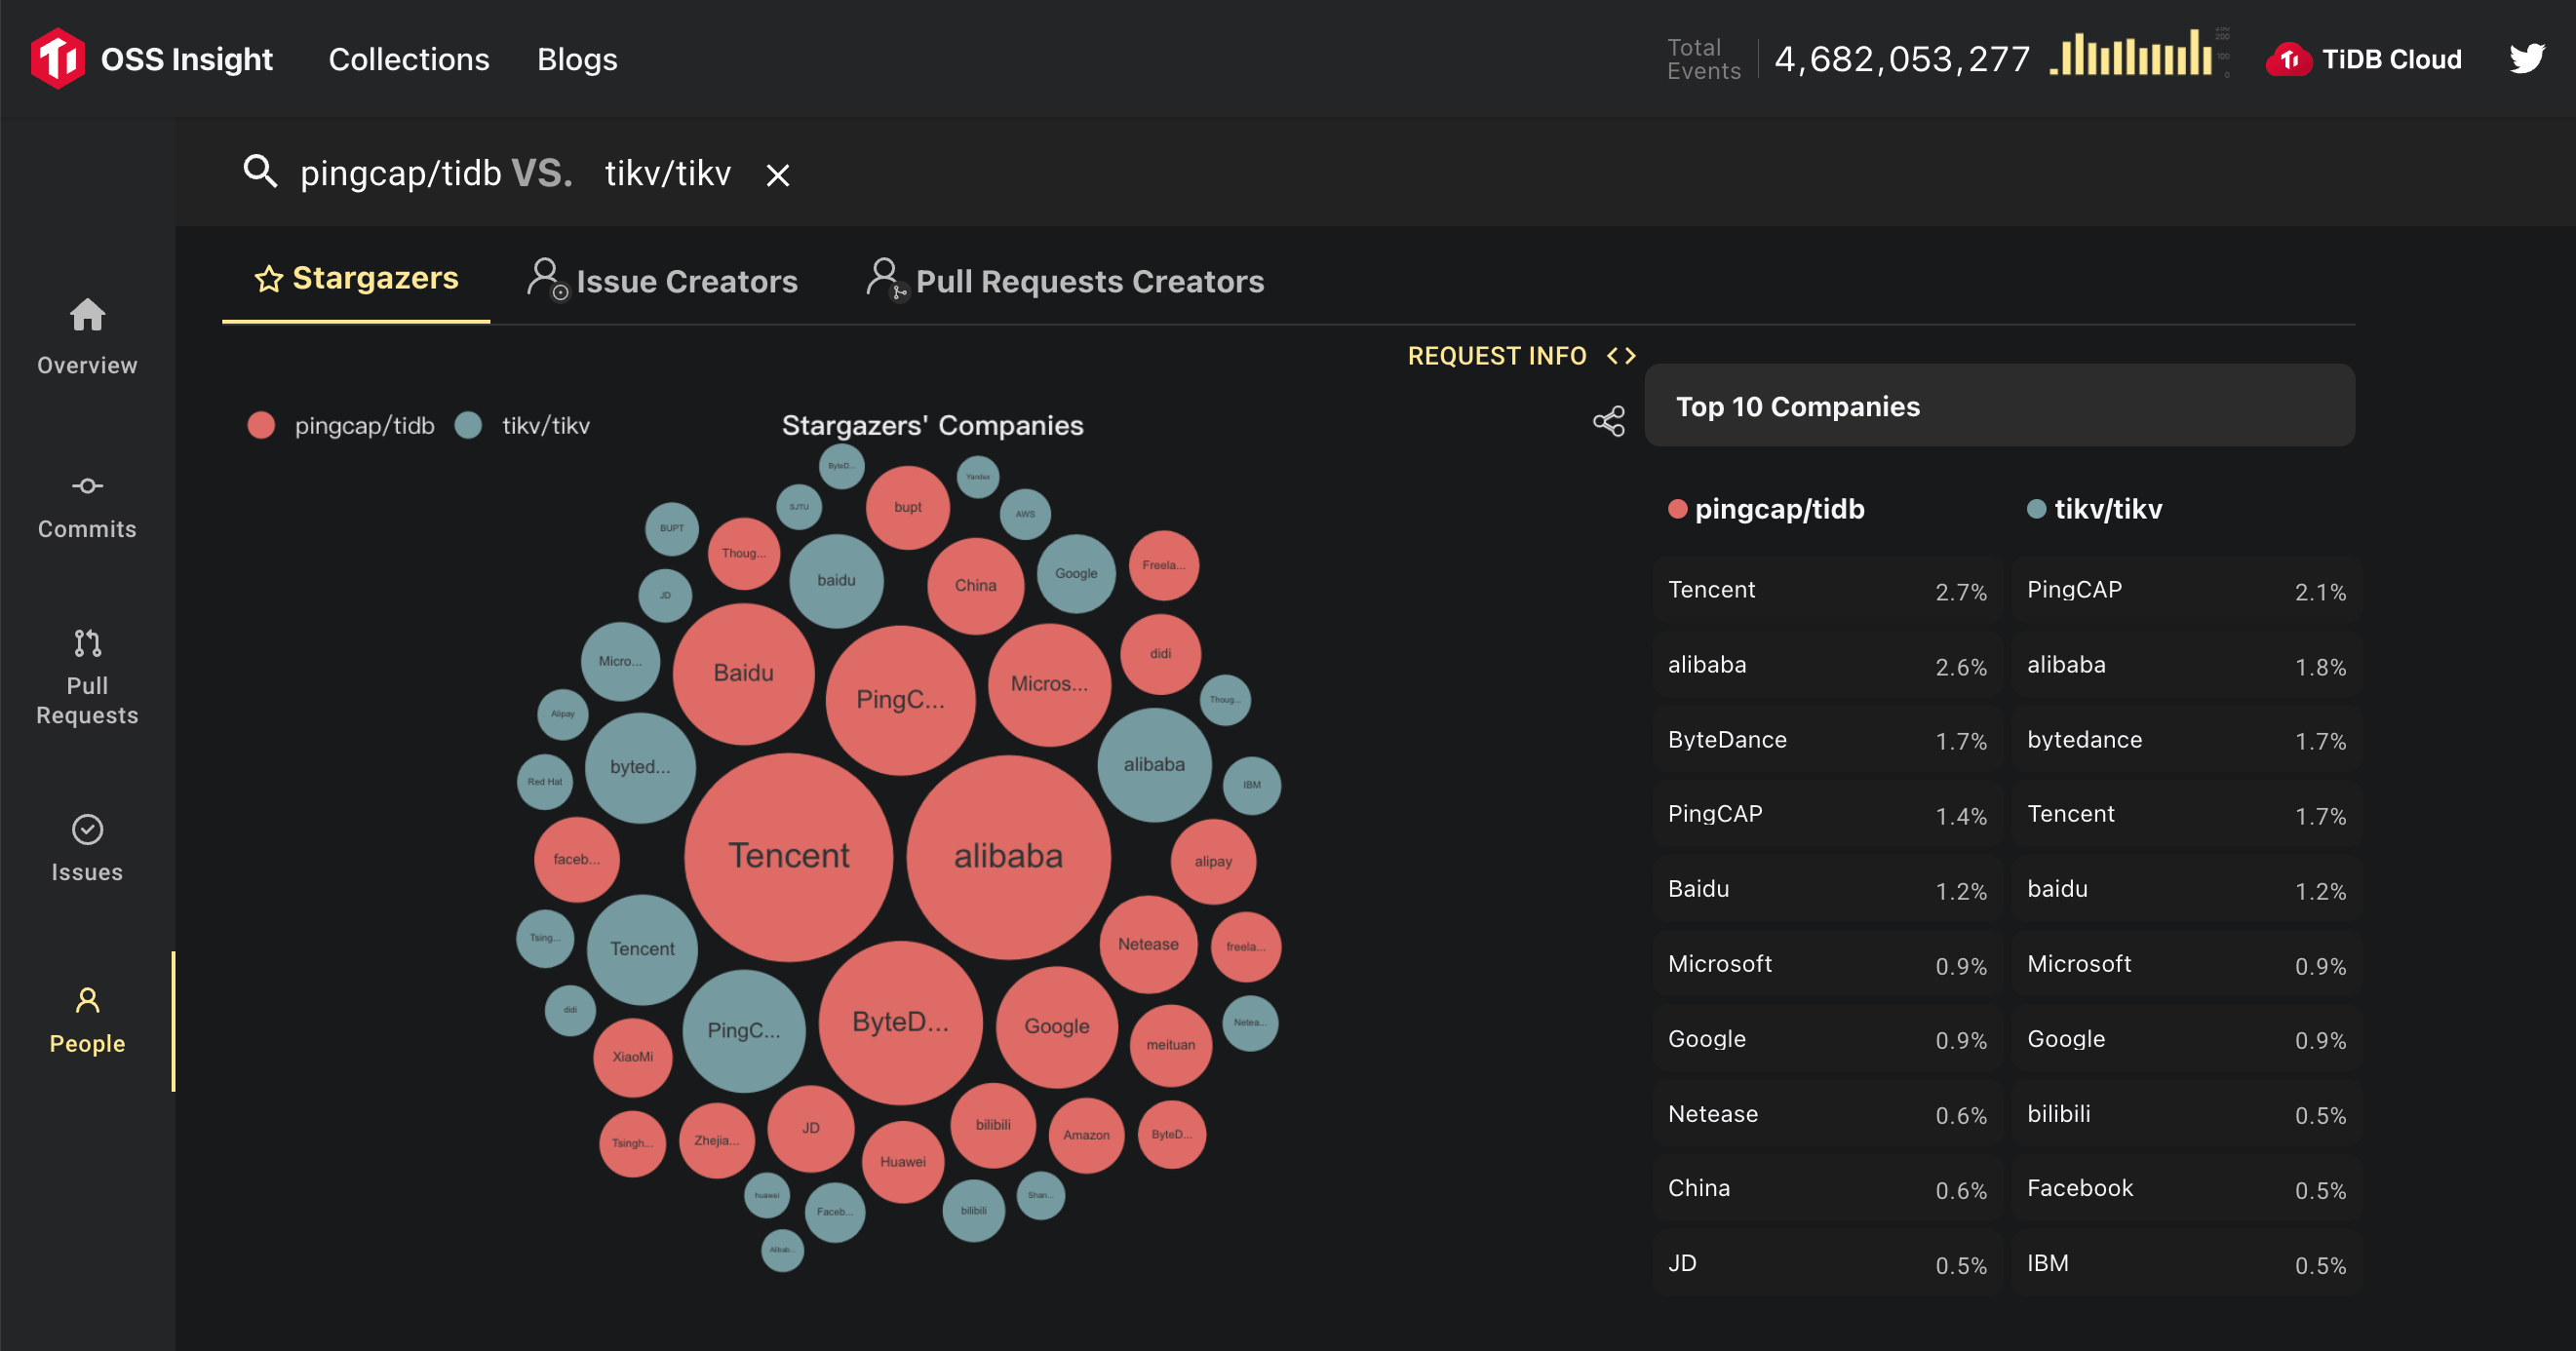 OSS Insight
Collections
Blogs
Total
Events
4,682,053,277
200
100
0
TiDB Cloud
pingcap/tidb VS. tikv/tikv
Overview
Commits
Pull
Requests
Issues
People
Stargazers
Issue Creators
Pull Requests Creators
REQUEST INFO
pingcap/tidb
tikv/tikv
Stargazers' Companies
ByteD...
Yandex
bupt
SJTU
AWS
BUPT
Thoug...
baidu
China
Google
Freela...
JD
Micro...
Baidu
PingC...
Micros...
didi
Alipay
Thoug...
byted...
alibaba
Red Hat
IBM
Tencent
alibaba
faceb...
alipay
Tsing...
Tencent
Netease
freela...
didi
PingC...
ByteD...
Google
Netea...
XiaoMi
meituan
Tsingh...
Zhejia...
JD
bilibili
Amazon
ByteD...
Huawei
huawei
Faceb...
bilibili
Shan...
Alibab...
Top 10 Companies
pingcap/tidb
tikv/tikv
Tencent 2.7% PingCAP 2.1%
alibaba 2.6% alibaba 1.8%
ByteDance 1.7% bytedance 1.7%
PingCAP 1.4% Tencent 1.7%
Baidu 1.2% baidu 1.2%
Microsoft 0.9% Microsoft 0.9%
Google 0.9% Google 0.9%
Netease 0.6% bilibili 0.5%
China 0.6% Facebook 0.5%
JD 0.5% IBM 0.5%